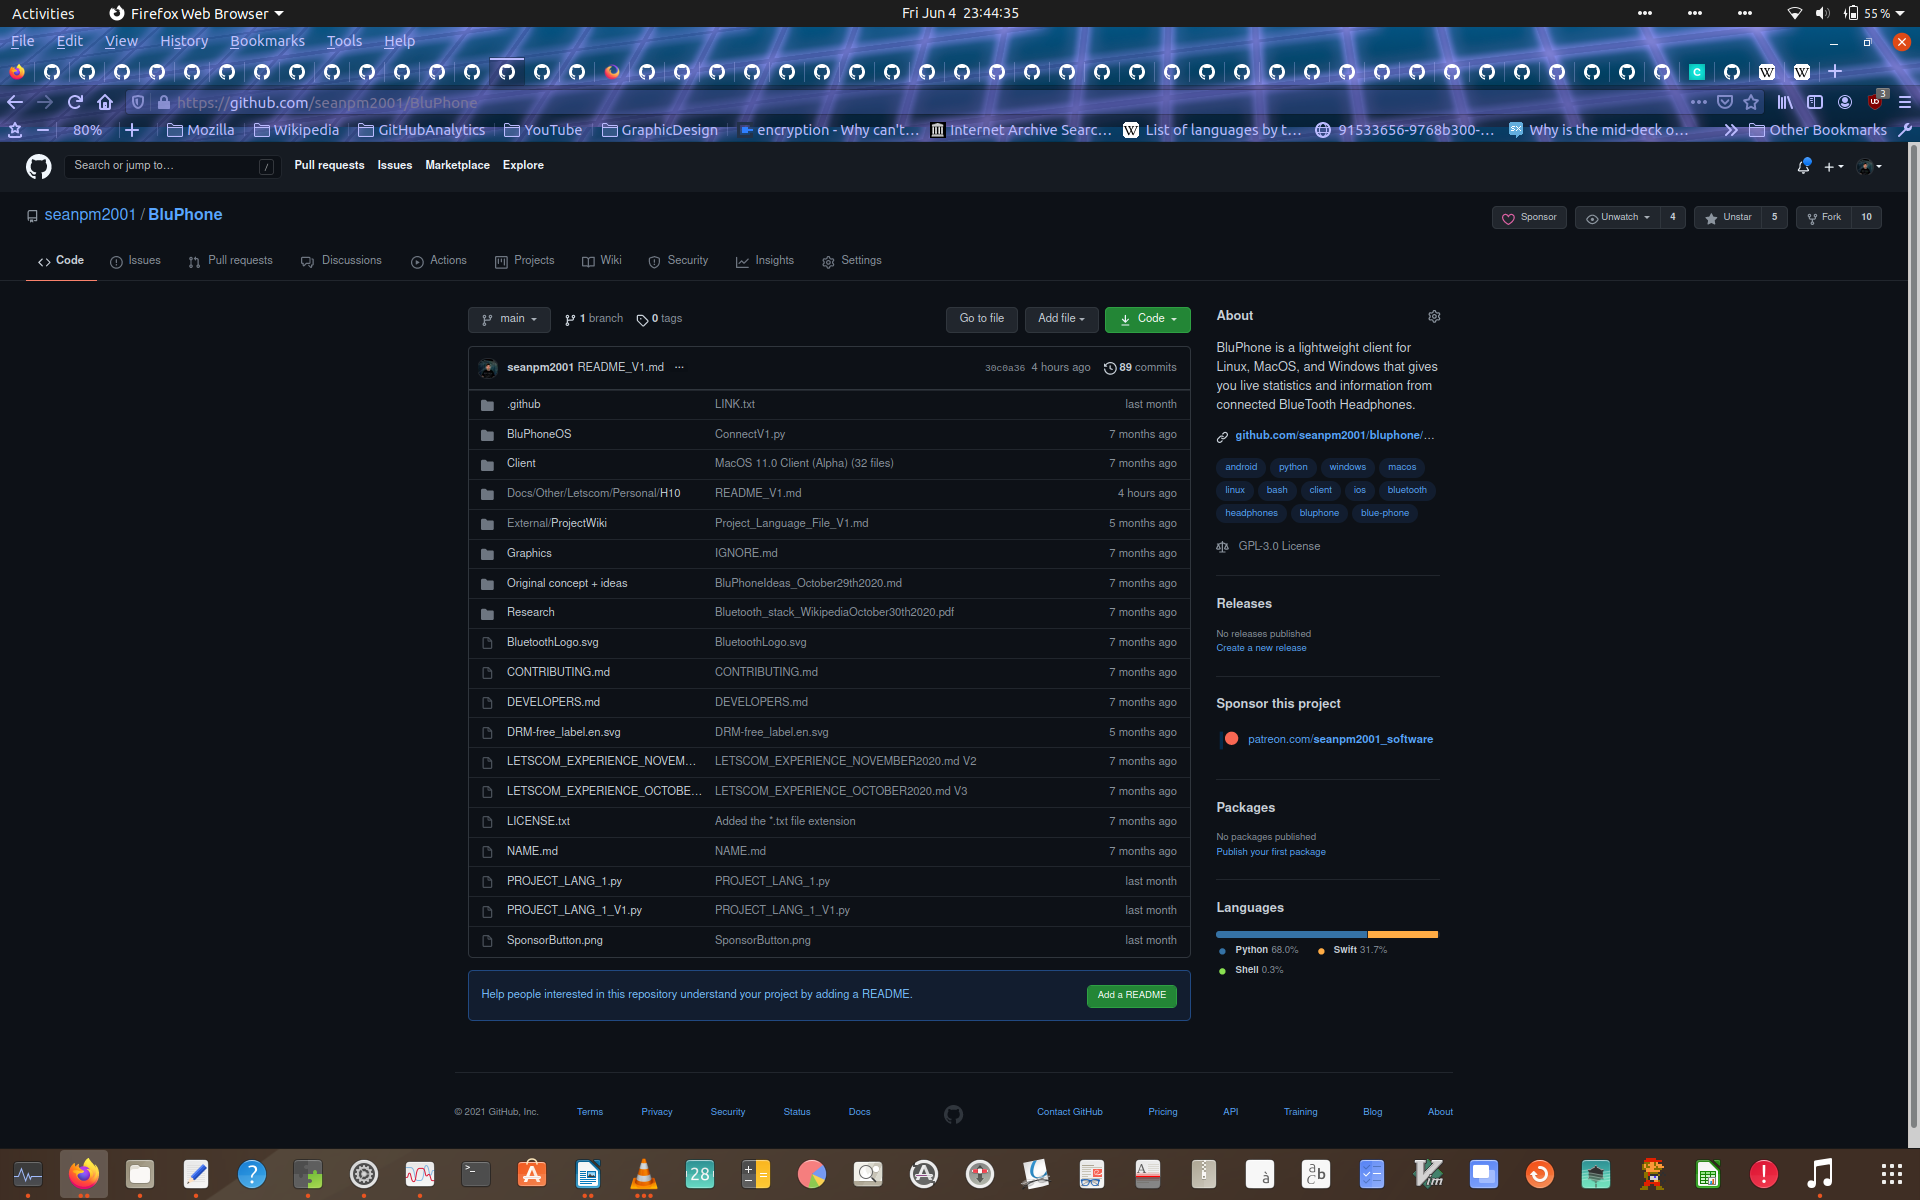 Activities Firefox Web Browser Fri Jun 4 23:44:35 55 %
File Edit View History Bookmarks Tools Help
https://github.com/seanpm2001/BluPhone 3
80% Mozilla Wikipedia GitHubAnalytics YouTube GraphicDesign encryption - Why can't… Internet Archive Searc… List of languages by t… 91533656-9768b300-… Why is the mid-deck o… Other Bookmarks
Search or jump to… / Pull requests Issues Marketplace Explore
seanpm2001 / BluPhone Sponsor Unwatch 4 Unstar 5 Fork 10
Code Issues Pull requests Discussions Actions Projects Wiki Security Insights Settings
main 1 branch 0 tags Go to file Add file Code
seanpm2001 README_V1.md ··· 30c0a36 4 hours ago 89 commits
.github LINK.txt last month
BluPhoneOS ConnectV1.py 7 months ago
Client MacOS 11.0 Client (Alpha) (32 files) 7 months ago
Docs/Other/Letscom/Personal/H10 README_V1.md 4 hours ago
External/ProjectWiki Project_Language_File_V1.md 5 months ago
Graphics IGNORE.md 7 months ago
Original concept + ideas BluPhoneIdeas_October29th2020.md 7 months ago
Research Bluetooth_stack_WikipediaOctober30th2020.pdf 7 months ago
BluetoothLogo.svg BluetoothLogo.svg 7 months ago
CONTRIBUTING.md CONTRIBUTING.md 7 months ago
DEVELOPERS.md DEVELOPERS.md 7 months ago
DRM-free_label.en.svg DRM-free_label.en.svg 5 months ago
LETSCOM_EXPERIENCE_NOVEM… LETSCOM_EXPERIENCE_NOVEMBER2020.md V2 7 months ago
LETSCOM_EXPERIENCE_OCTOBE… LETSCOM_EXPERIENCE_OCTOBER2020.md V3 7 months ago
LICENSE.txt Added the *.txt file extension 7 months ago
NAME.md NAME.md 7 months ago
PROJECT_LANG_1.py PROJECT_LANG_1.py last month
PROJECT_LANG_1_V1.py PROJECT_LANG_1_V1.py last month
SponsorButton.png SponsorButton.png last month
Help people interested in this repository understand your project by adding a README. Add a README
About
BluPhone is a lightweight client for
Linux, MacOS, and Windows that gives
you live statistics and information from
connected BlueTooth Headphones.
github.com/seanpm2001/bluphone/…
android python windows macos
linux bash client ios bluetooth
headphones bluphone blue-phone
GPL-3.0 License
Releases
No releases published
Create a new release
Sponsor this project
patreon.com/seanpm2001_software
Packages
No packages published
Publish your first package
Languages
Python 68.0% Swift 31.7%
Shell 0.3%
© 2021 GitHub, Inc. Terms Privacy Security Status Docs Contact GitHub Pricing API Training Blog About
28